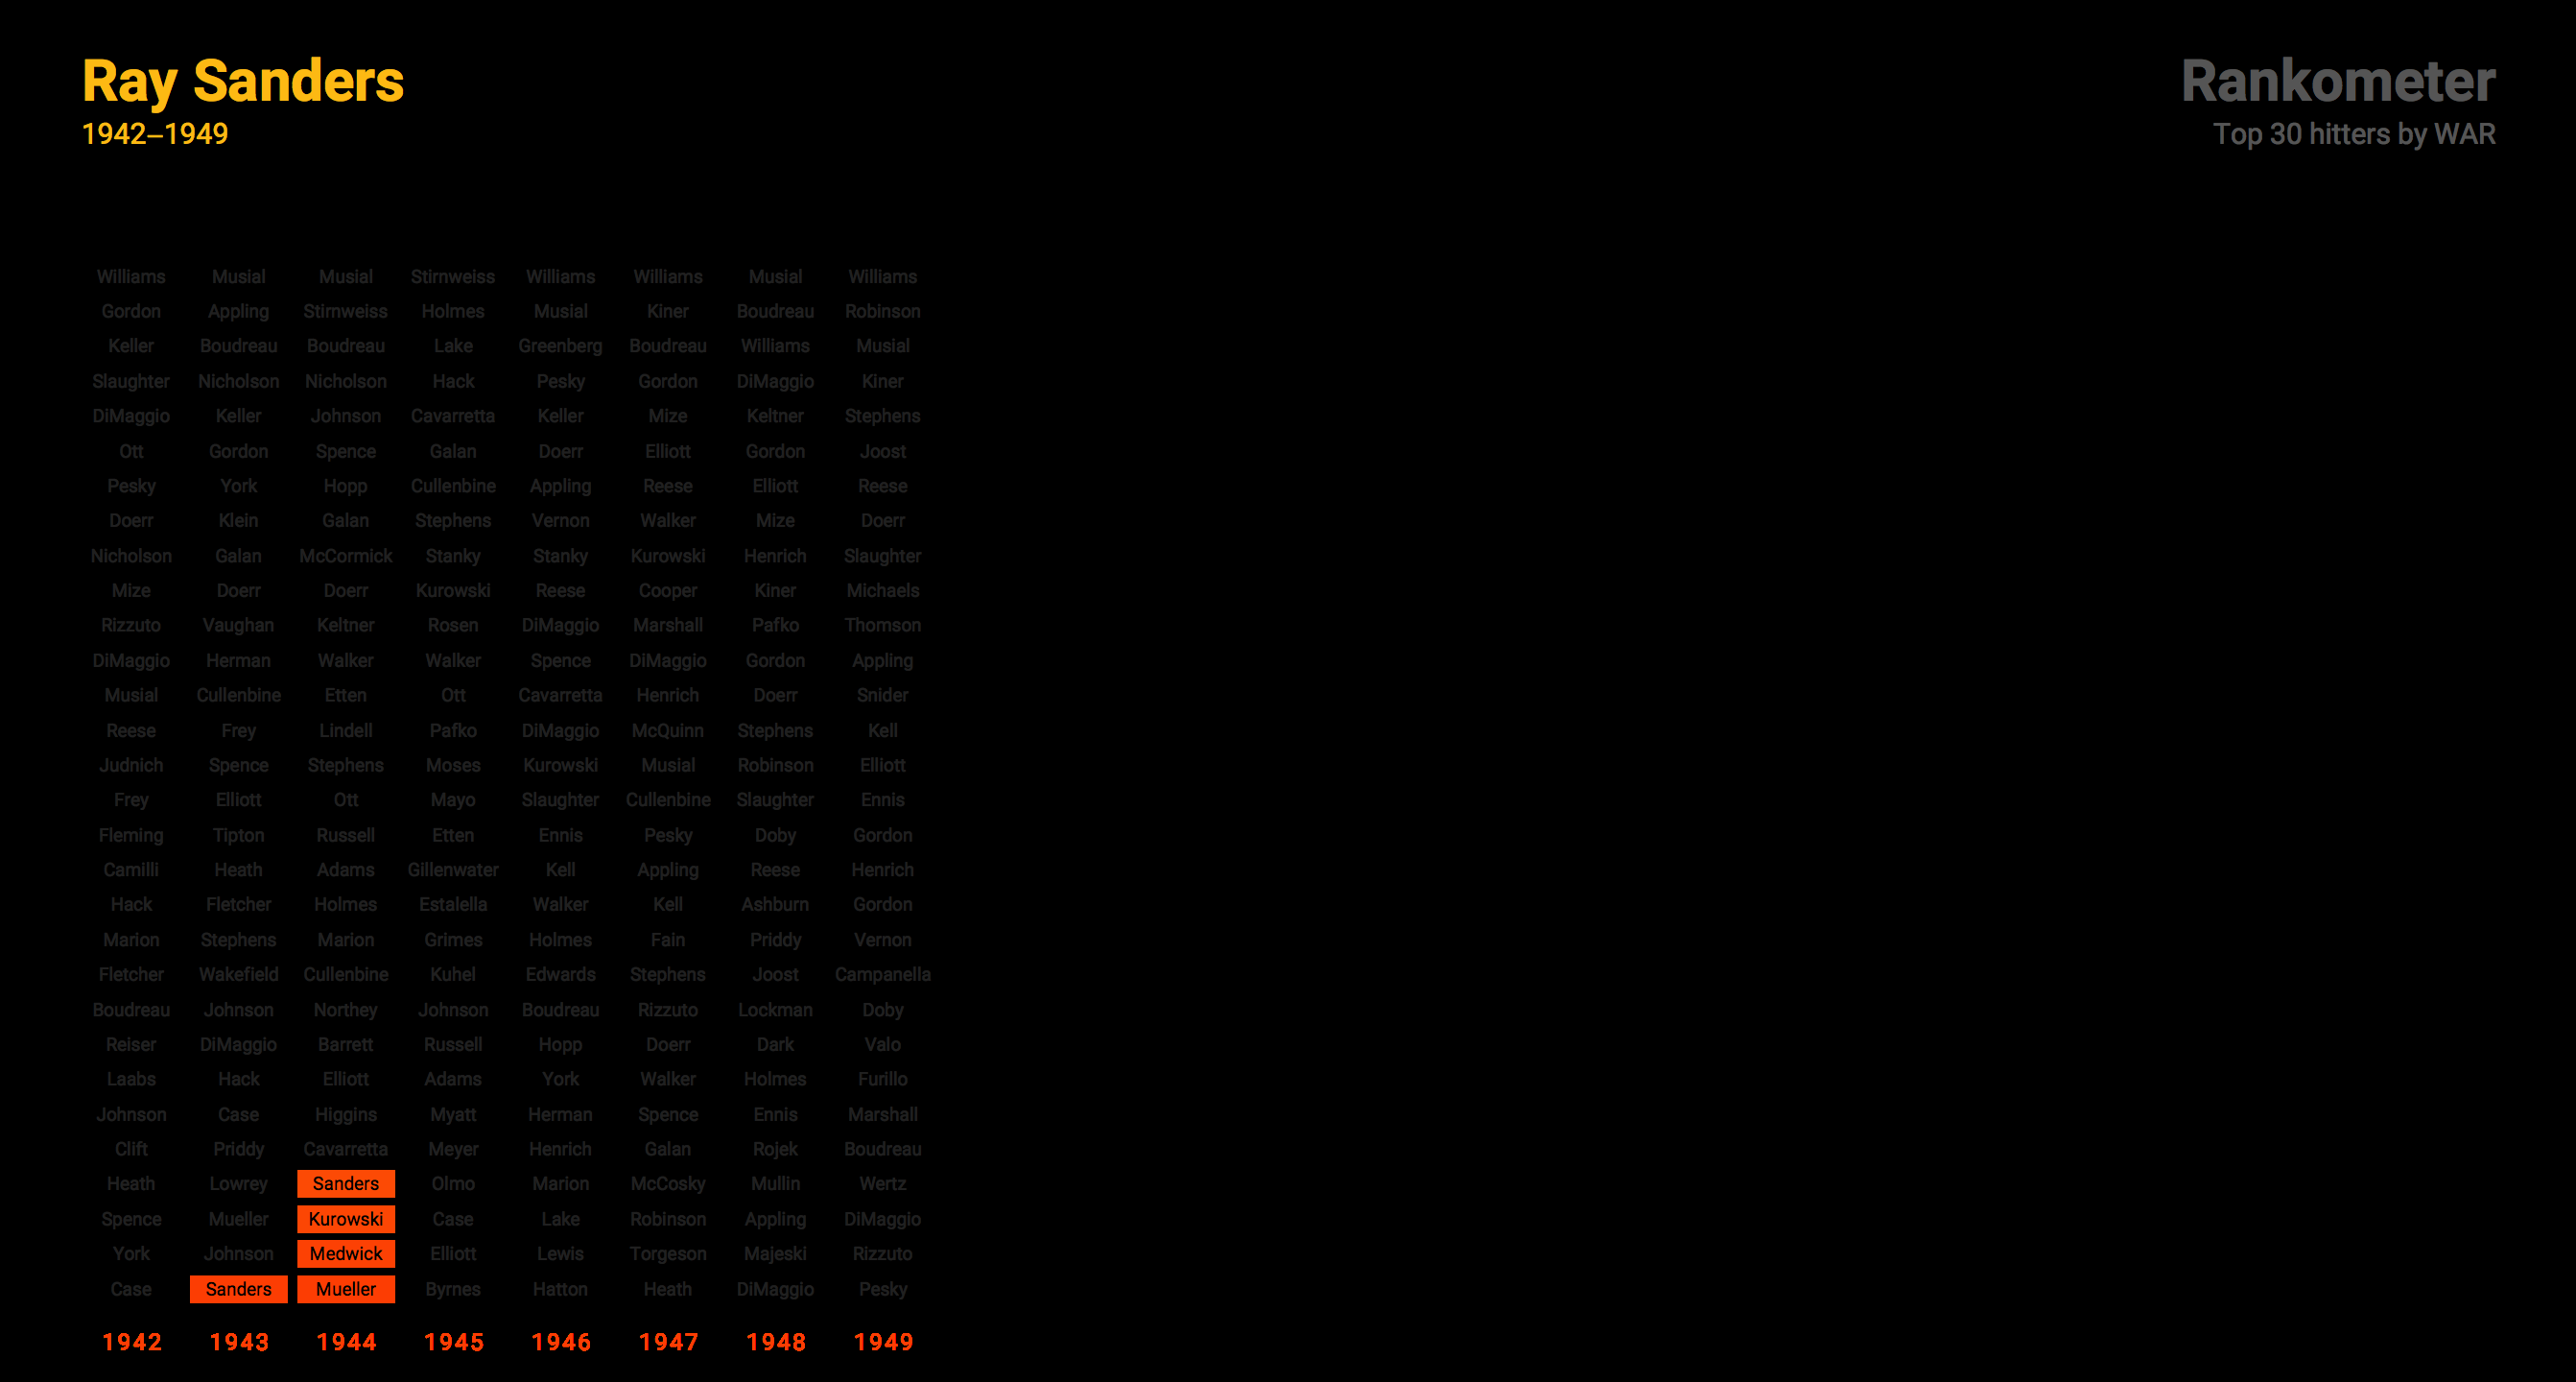 Ray Sanders
1942–1949
Rankometer
Top 30 hitters by WAR
Williams Musial Musial Stirnweiss Williams Williams Musial Williams
Gordon Appling Stirnweiss Holmes Musial Kiner Boudreau Robinson
Keller Boudreau Boudreau Lake Greenberg Boudreau Williams Musial
Slaughter Nicholson Nicholson Hack Pesky Gordon DiMaggio Kiner
DiMaggio Keller Johnson Cavarretta Keller Mize Keltner Stephens
Ott Gordon Spence Galan Doerr Elliott Gordon Joost
Pesky York Hopp Cullenbine Appling Reese Elliott Reese
Doerr Klein Galan Stephens Vernon Walker Mize Doerr
Nicholson Galan McCormick Stanky Stanky Kurowski Henrich Slaughter
Mize Doerr Doerr Kurowski Reese Cooper Kiner Michaels
Rizzuto Vaughan Keltner Rosen DiMaggio Marshall Pafko Thomson
DiMaggio Herman Walker Walker Spence DiMaggio Gordon Appling
Musial Cullenbine Etten Ott Cavarretta Henrich Doerr Snider
Reese Frey Lindell Pafko DiMaggio McQuinn Stephens Kell
Judnich Spence Stephens Moses Kurowski Musial Robinson Elliott
Frey Elliott Ott Mayo Slaughter Cullenbine Slaughter Ennis
Fleming Tipton Russell Etten Ennis Pesky Doby Gordon
Camilli Heath Adams Gillenwater Kell Appling Reese Henrich
Hack Fletcher Holmes Estalella Walker Kell Ashburn Gordon
Marion Stephens Marion Grimes Holmes Fain Priddy Vernon
Fletcher Wakefield Cullenbine Kuhel Edwards Stephens Joost Campanella
Boudreau Johnson Northey Johnson Boudreau Rizzuto Lockman Doby
Reiser DiMaggio Barrett Russell Hopp Doerr Dark Valo
Laabs Hack Elliott Adams York Walker Holmes Furillo
Johnson Case Higgins Myatt Herman Spence Ennis Marshall
Clift Priddy Cavarretta Meyer Henrich Galan Rojek Boudreau
Heath Lowrey Sanders Olmo Marion McCosky Mullin Wertz
Spence Mueller Kurowski Case Lake Robinson Appling DiMaggio
York Johnson Medwick Elliott Lewis Torgeson Majeski Rizzuto
Case Sanders Mueller Byrnes Hatton Heath DiMaggio Pesky
1942 1943 1944 1945 1946 1947 1948 1949